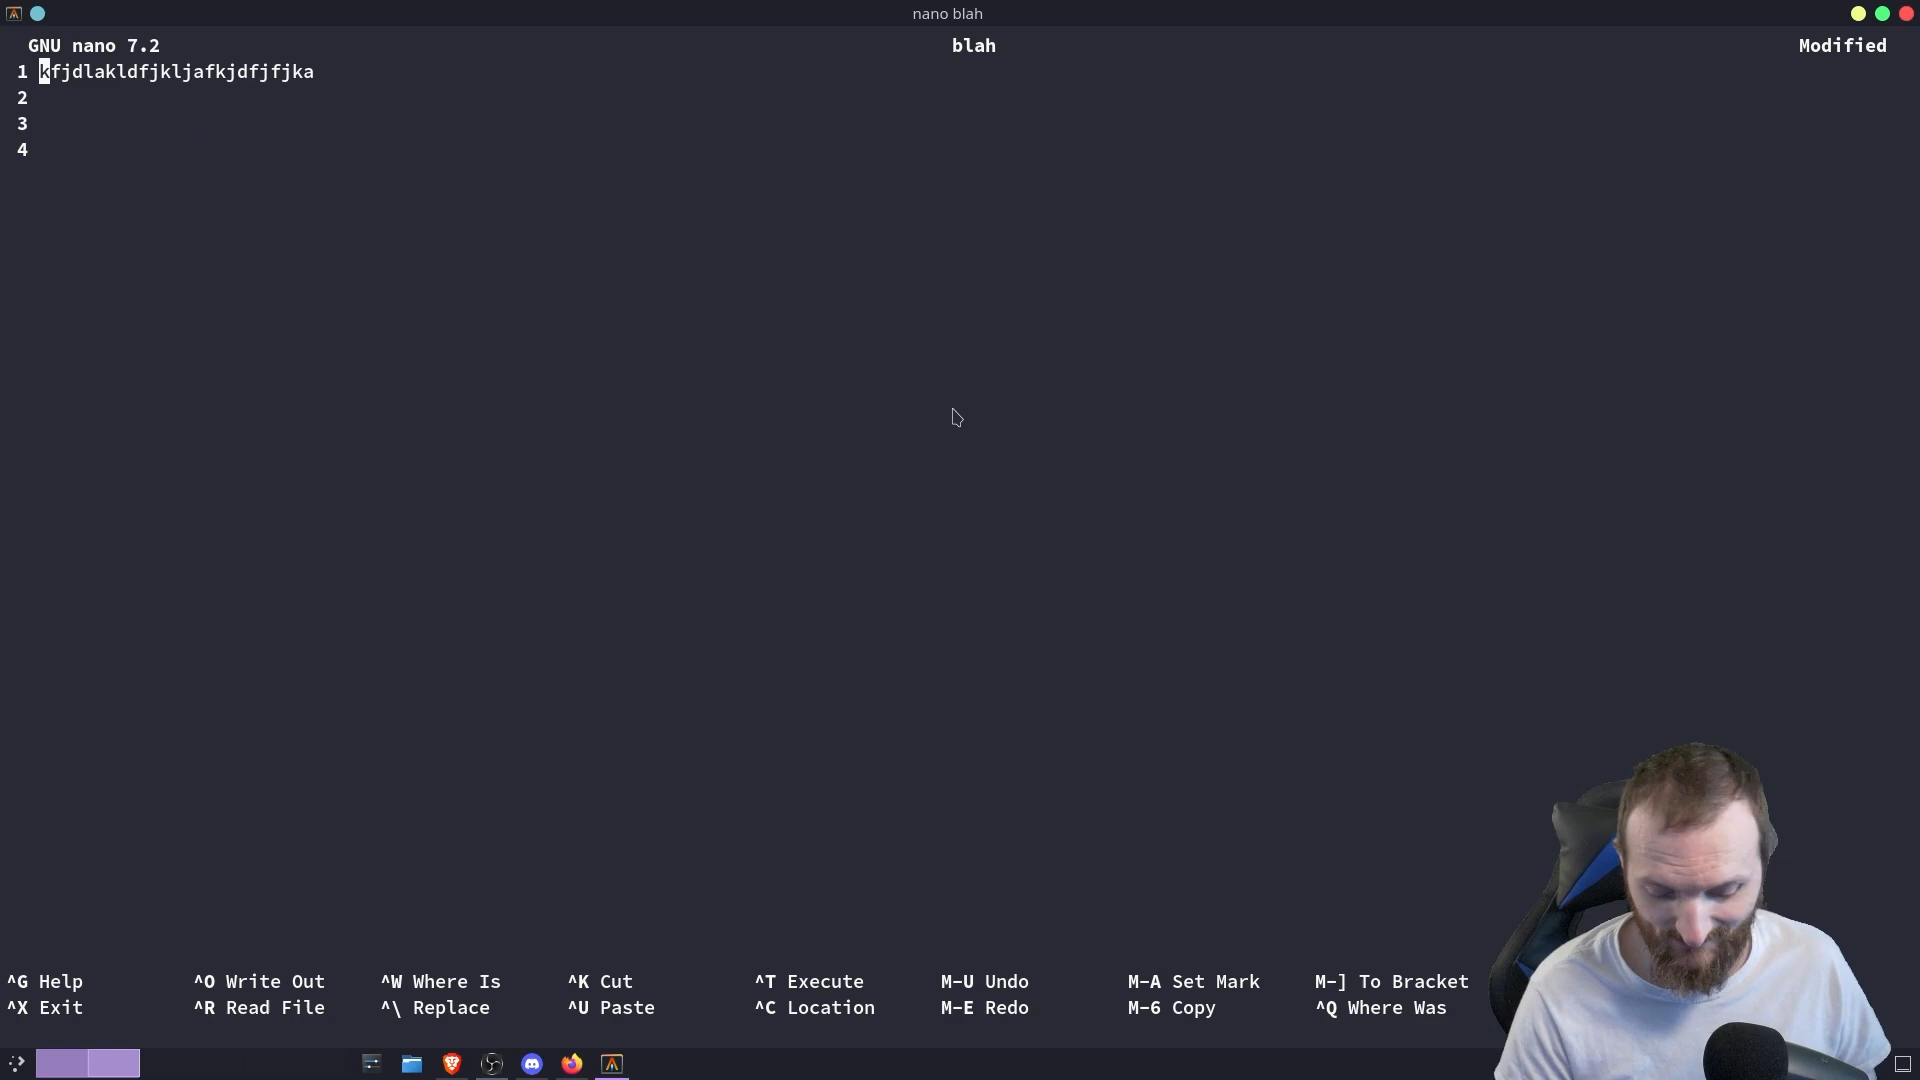 nano blah
GNU nano 7.2 blah Modified
1 kfjdlakldfjkljafkjdfjfjka
2
3
4
^G Help ^O Write Out ^W Where Is ^K Cut ^T Execute M-U Undo M-A Set Mark M-] To Bracket
^X Exit ^R Read File ^\ Replace ^U Paste ^C Location M-E Redo M-6 Copy ^Q Where Was